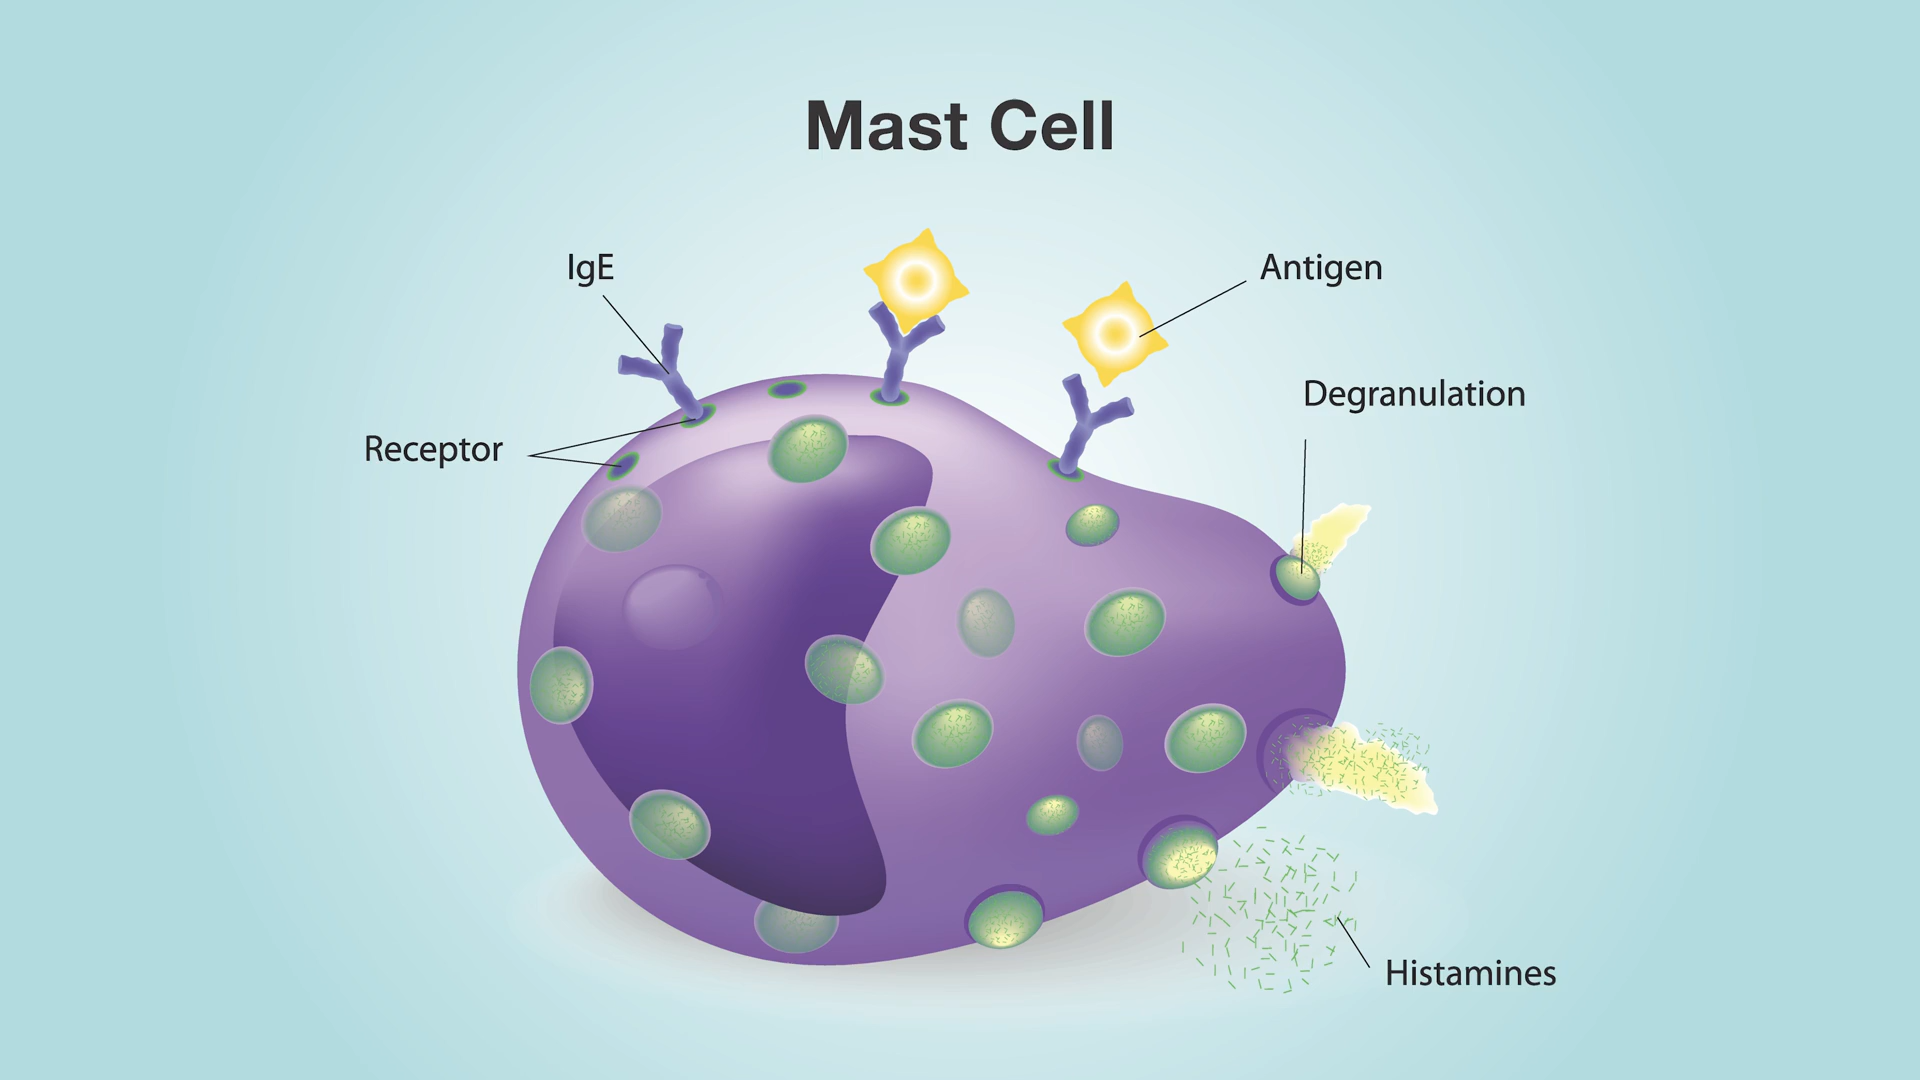 Mast Cell
IgE
Antigen
Degranulation
Receptor
Histamines